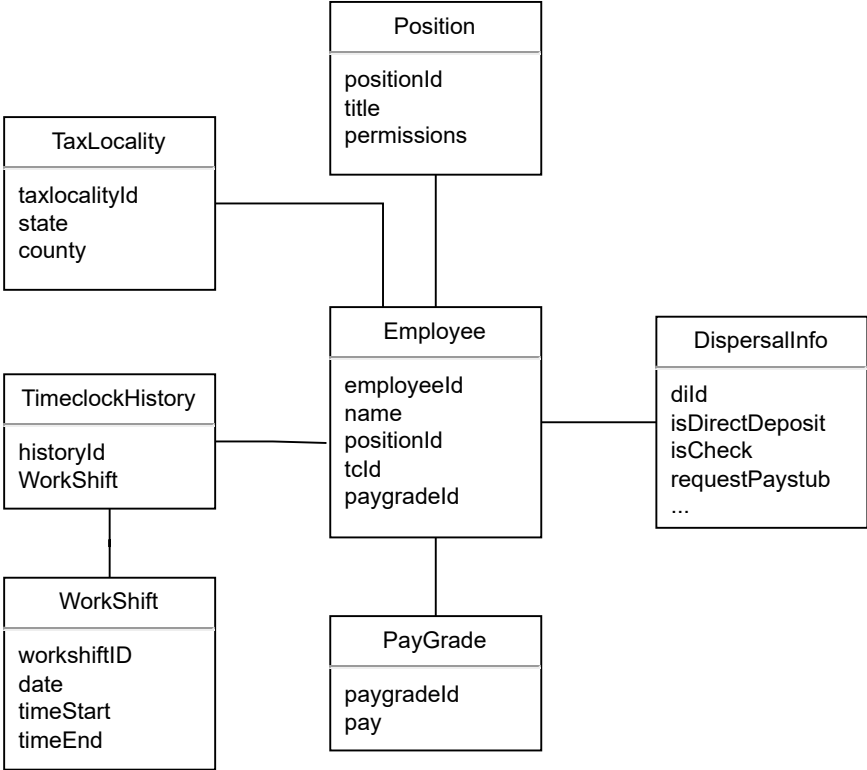 Position
positionId
title
permissions
TaxLocality
taxlocalityId
state
county
Employee
employeeId
name
positionId
tcId
paygradeId
DispersalInfo
diId
isDirectDeposit
isCheck
requestPaystub
...
TimeclockHistory
historyId
WorkShift
WorkShift
workshiftID
date
timeStart
timeEnd
PayGrade
paygradeId
pay